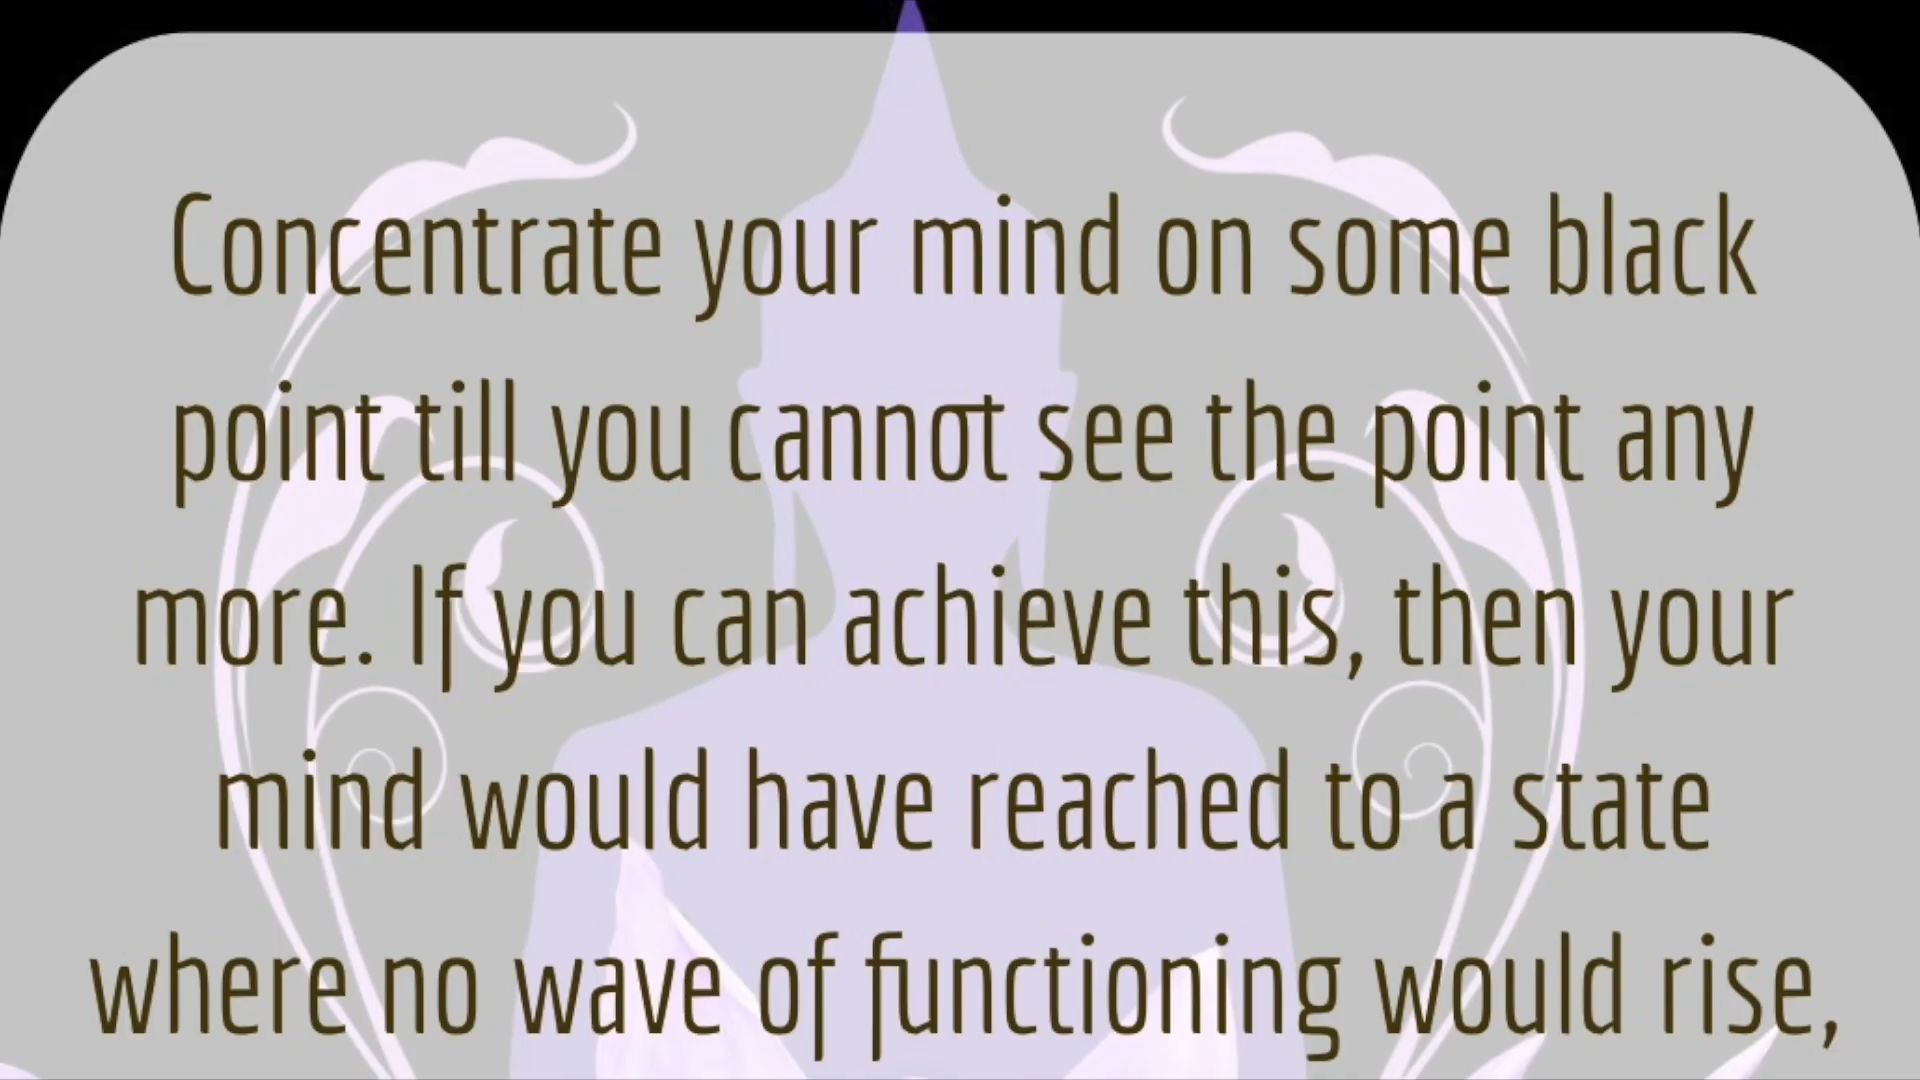 Concentrate your mind on some black
point till you cannot see the point any
more. If you can achieve this, then your
mind would have reached to a state
where no wave of functioning would rise,